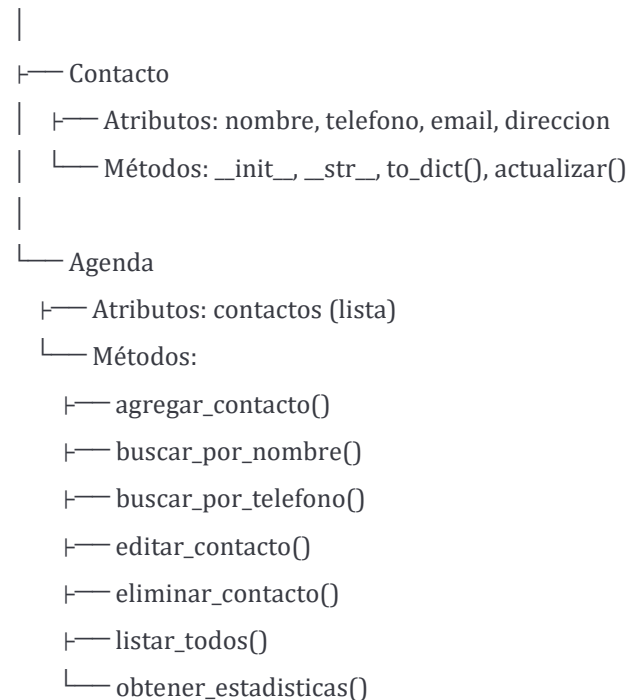 │
├── Contacto
│ ├── Atributos: nombre, telefono, email, direccion
│ └── Métodos: __init__, __str__, to_dict(), actualizar()
│
└── Agenda
├── Atributos: contactos (lista)
└── Métodos:
├── agregar_contacto()
├── buscar_por_nombre()
├── buscar_por_telefono()
├── editar_contacto()
├── eliminar_contacto()
├── listar_todos()
└── obtener_estadisticas()